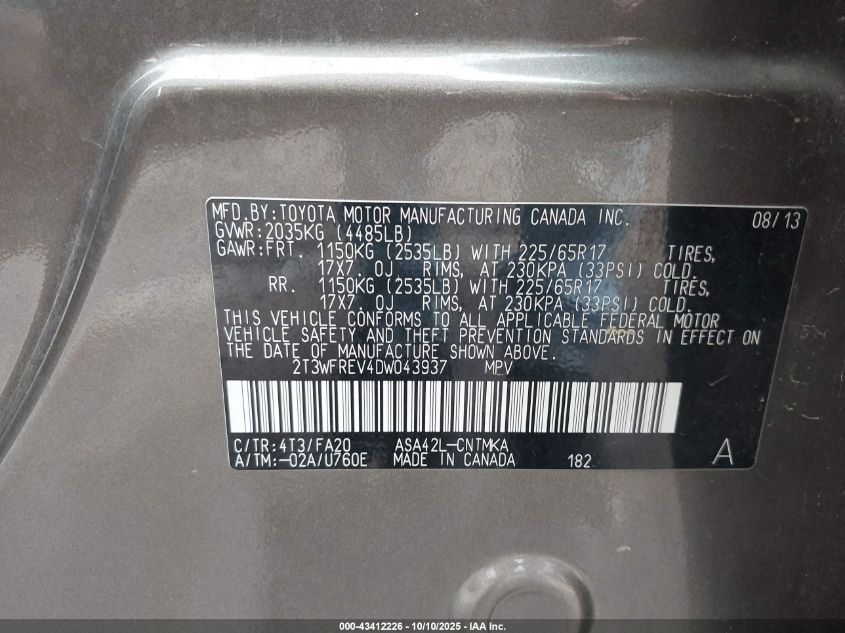 MFD. BY: TOYOTA MOTOR MANUFACTURING CANADA INC. 08/13
GVWR: 2035KG (4485LB)
GAWR: FRT. 1150KG (2535LB) WITH 225/65R17 TIRES,
17X7. 0J RIMS, AT 230KPA (33PSI) COLD.
RR. 1150KG (2535LB) WITH 225/65R17 TIRES,
17X7. 0J RIMS, AT 230KPA (33PSI) COLD.
THIS VEHICLE CONFORMS TO ALL APPLICABLE FEDERAL MOTOR
VEHICLE SAFETY AND THEFT PREVENTION STANDARDS IN EFFECT ON
THE DATE OF MANUFACTURE SHOWN ABOVE.
2T3WFREV4DW043937 MPV
C/TR: 4T3/FA20 ASA42L-CNTMKA
A/TM: -02A/U760E MADE IN CANADA 182 A
000-43412226 - 10/10/2025 - IAA Inc.